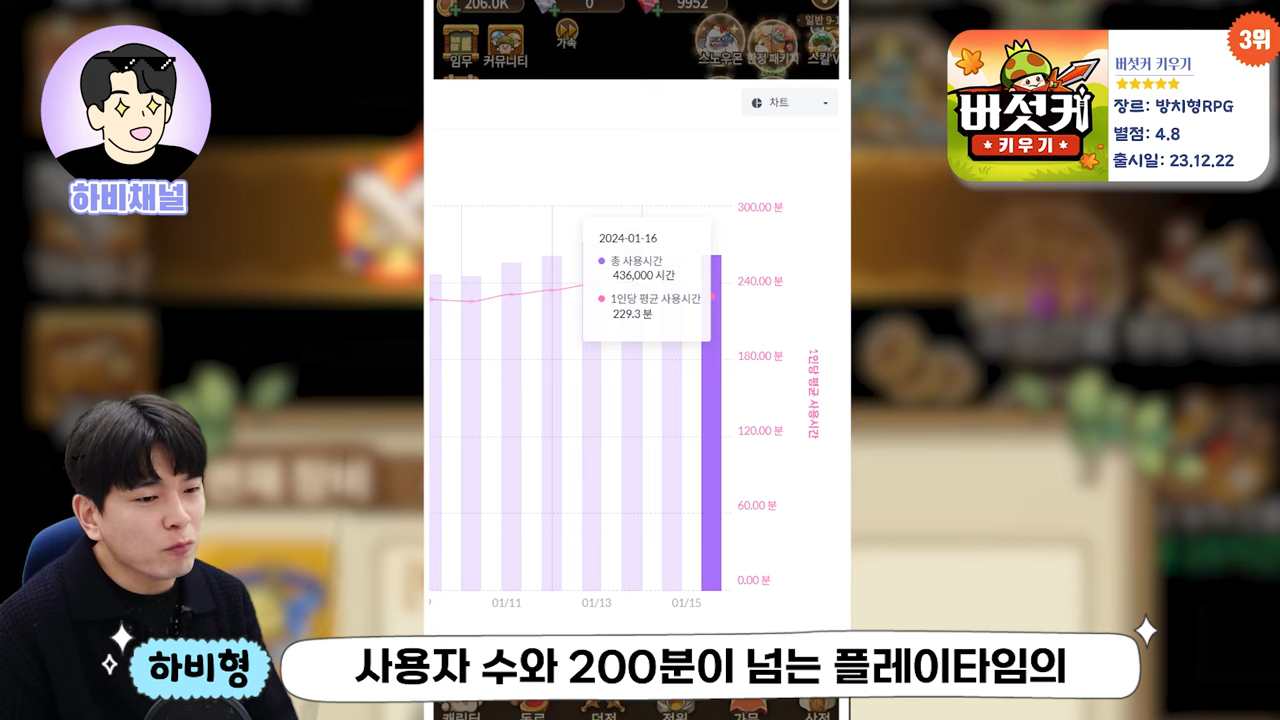 206.0K
0
9952
임무
커뮤니티
가속
스노우몬
한정 패키지
일반 9-1
차트
300.00 분
240.00 분
180.00 분
120.00 분
60.00 분
0.00 분
1인당 평균 사용시간
2024-01-16
총 사용시간
436,000 시간
1인당 평균 사용시간
229.3 분
01/11
01/13
01/15
하비채널
3위
버섯커 키우기
버섯커
키우기
장르: 방치형RPG
별점: 4.8
출시일: 23.12.22
하비형
사용자 수와 200분이 넘는 플레이타임의
캐릭터
동료
던전
정원
가문
상점